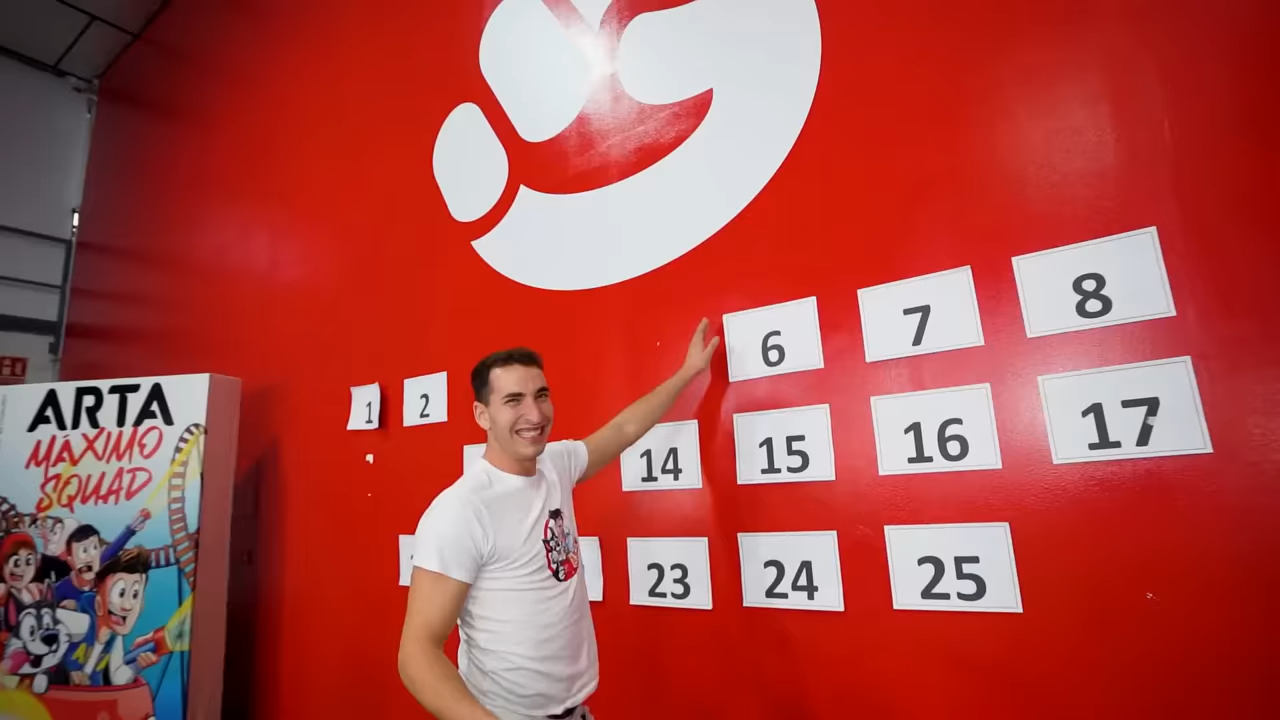 ARTA
MÁXIMO
SQUAD
1 2 6 7 8
14 15 16 17
23 24 25